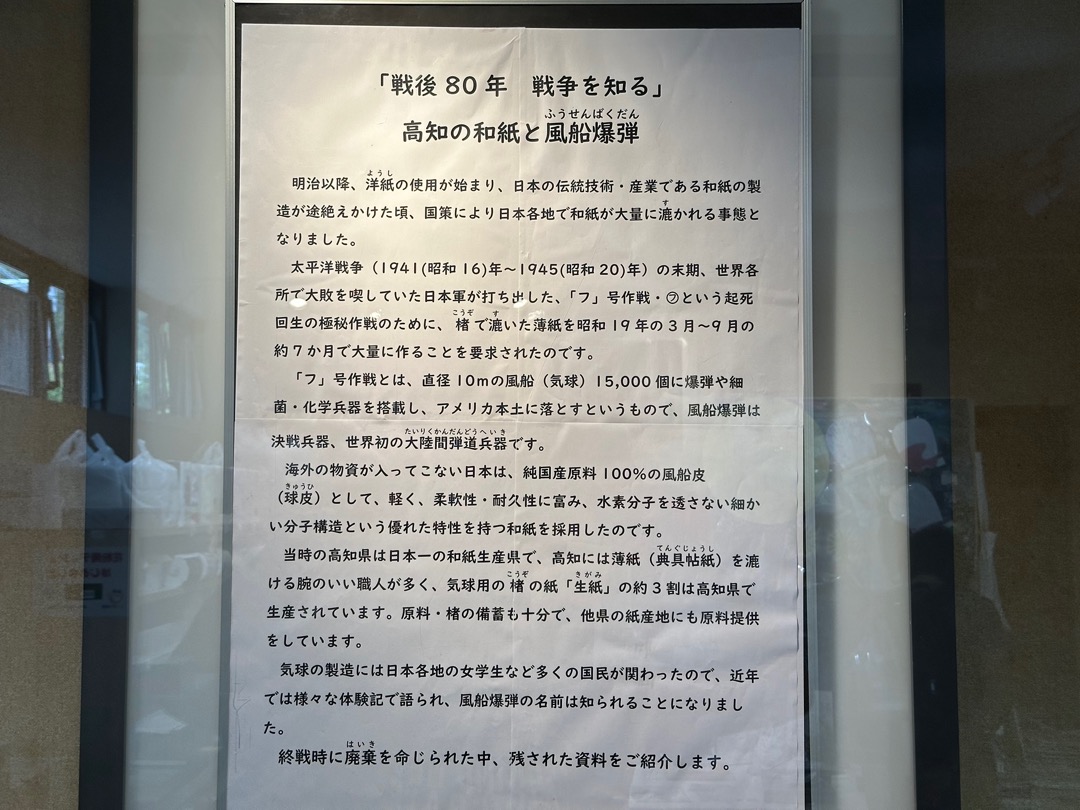 「戦後80年　戦争を知る」
高知の和紙と風船爆弾
明治以降、洋紙の使用が始まり、日本の伝統技術・産業である和紙の製
造が途絶えかけた頃、国策により日本各地で和紙が大量に漉かれる事態と
なりました。
太平洋戦争（1941(昭和16)年～1945(昭和20)年）の末期、世界各
所で大敗を喫していた日本軍が打ち出した、「フ」号作戦・㋫という起死
回生の極秘作戦のために、楮で漉いた薄紙を昭和19年の3月～9月の
約7か月で大量に作ることを要求されたのです。
「フ」号作戦とは、直径10mの風船（気球）15,000個に爆弾や細
菌・化学兵器を搭載し、アメリカ本土に落とすというもので、風船爆弾は
決戦兵器、世界初の大陸間弾道兵器です。
海外の物資が入ってこない日本は、純国産原料100%の風船皮
（球皮）として、軽く、柔軟性・耐久性に富み、水素分子を透さない細か
い分子構造という優れた特性を持つ和紙を採用したのです。
当時の高知県は日本一の和紙生産県で、高知には薄紙（典具帖紙）を漉
ける腕のいい職人が多く、気球用の楮の紙「生紙」の約3割は高知県で
生産されています。原料・楮の備蓄も十分で、他県の紙産地にも原料提供
をしています。
気球の製造には日本各地の女学生など多くの国民が関わったので、近年
では様々な体験記で語られ、風船爆弾の名前は知られることになりまし
た。
終戦時に廃棄を命じられた中、残された資料をご紹介します。